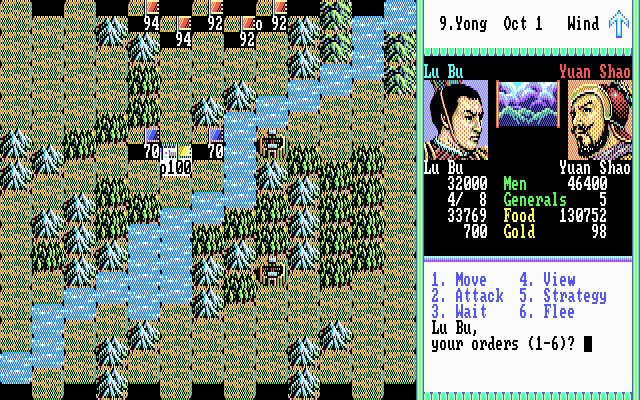 9.Yong Oct 1 Wind
94
94
92
92
o 92
70
p100
70
Lu Bu Yuan Shao
Lu Bu Yuan Shao
32000 Men 46400
4/ 8 Generals 5
33769 Food 130752
700 Gold 98
1. Move 4. View
2. Attack 5. Strategy
3. Wait 6. Flee
Lu Bu,
your orders (1-6)?